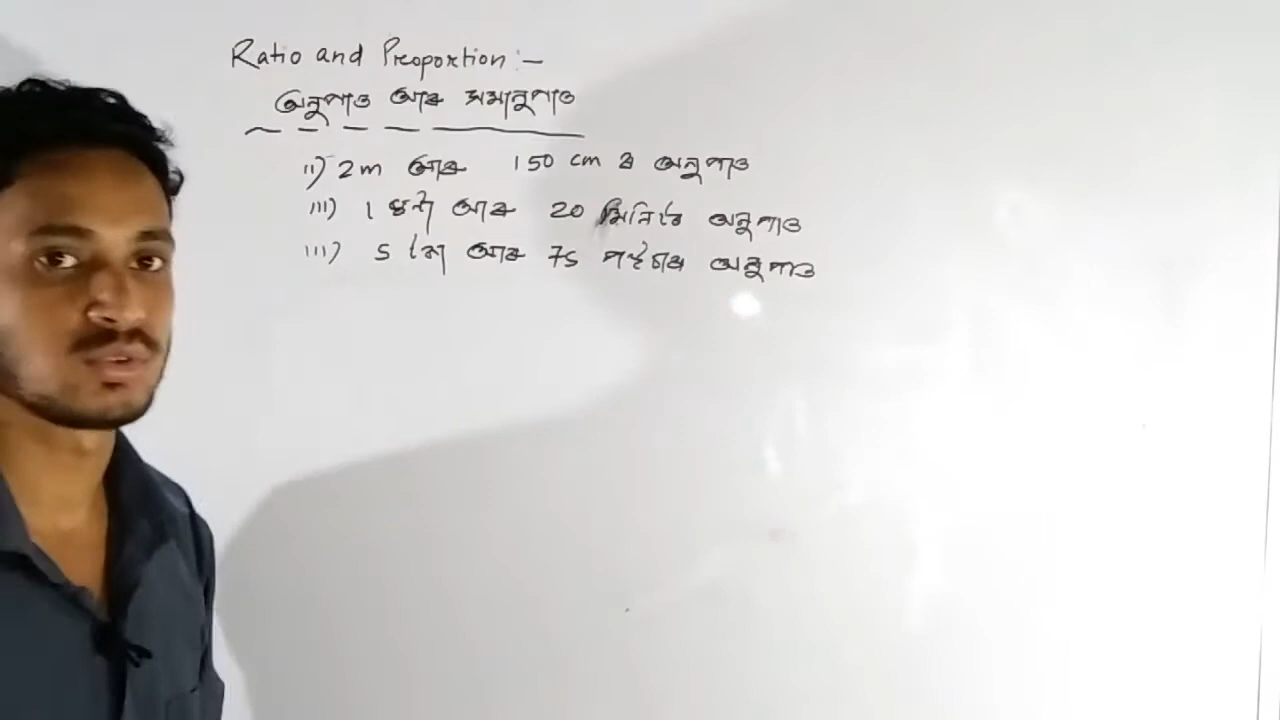 Ratio and Proportion :-
অনুপাত আৰু সমানুপাত
ii) 2m আৰু 150 cm ৰ অনুপাত
iii) 1 ঘন্টা আৰু 20 মিনিটৰ অনুপাত
iii) 5 আৰু 75 পইচাৰ অনুপাত